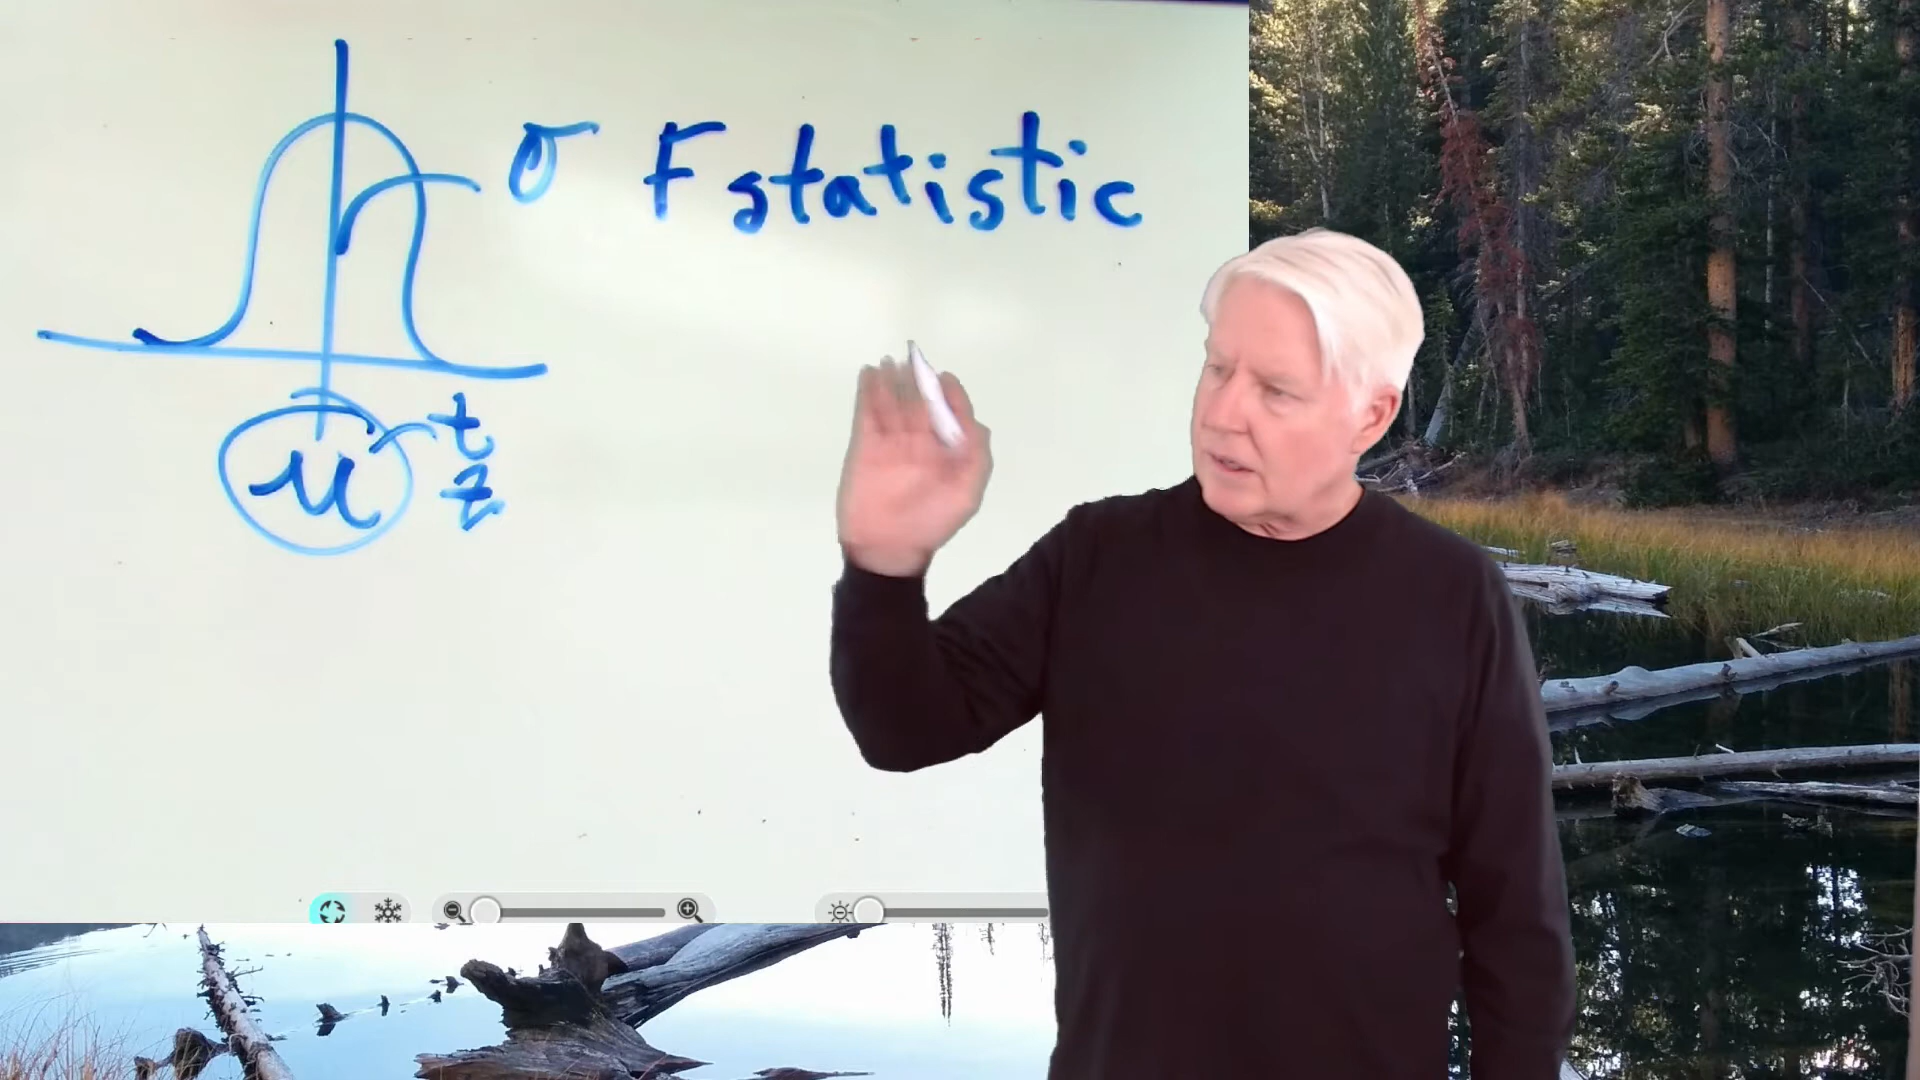 σ F statistic
μ t
z